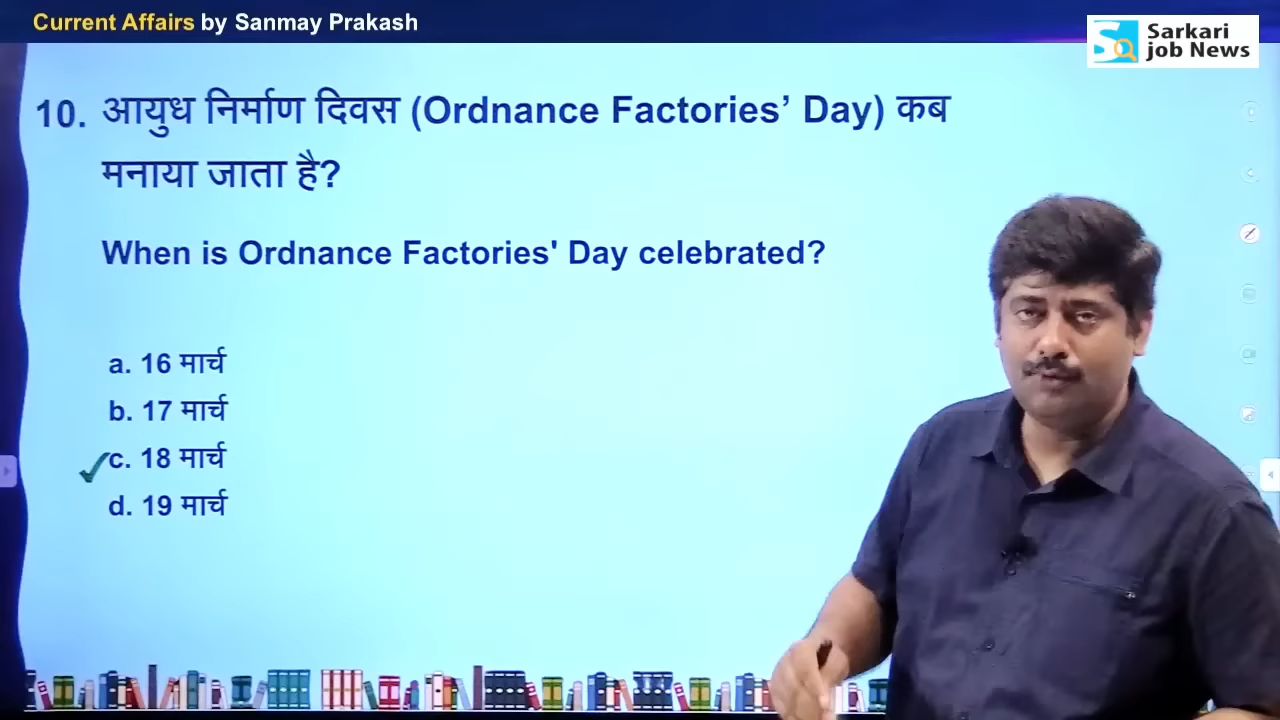 Current Affairs by Sanmay Prakash
Sarkari
job News
10. आयुध निर्माण दिवस (Ordnance Factories’ Day) कब
मनाया जाता है?
When is Ordnance Factories' Day celebrated?
a. 16 मार्च
b. 17 मार्च
c. 18 मार्च
d. 19 मार्च